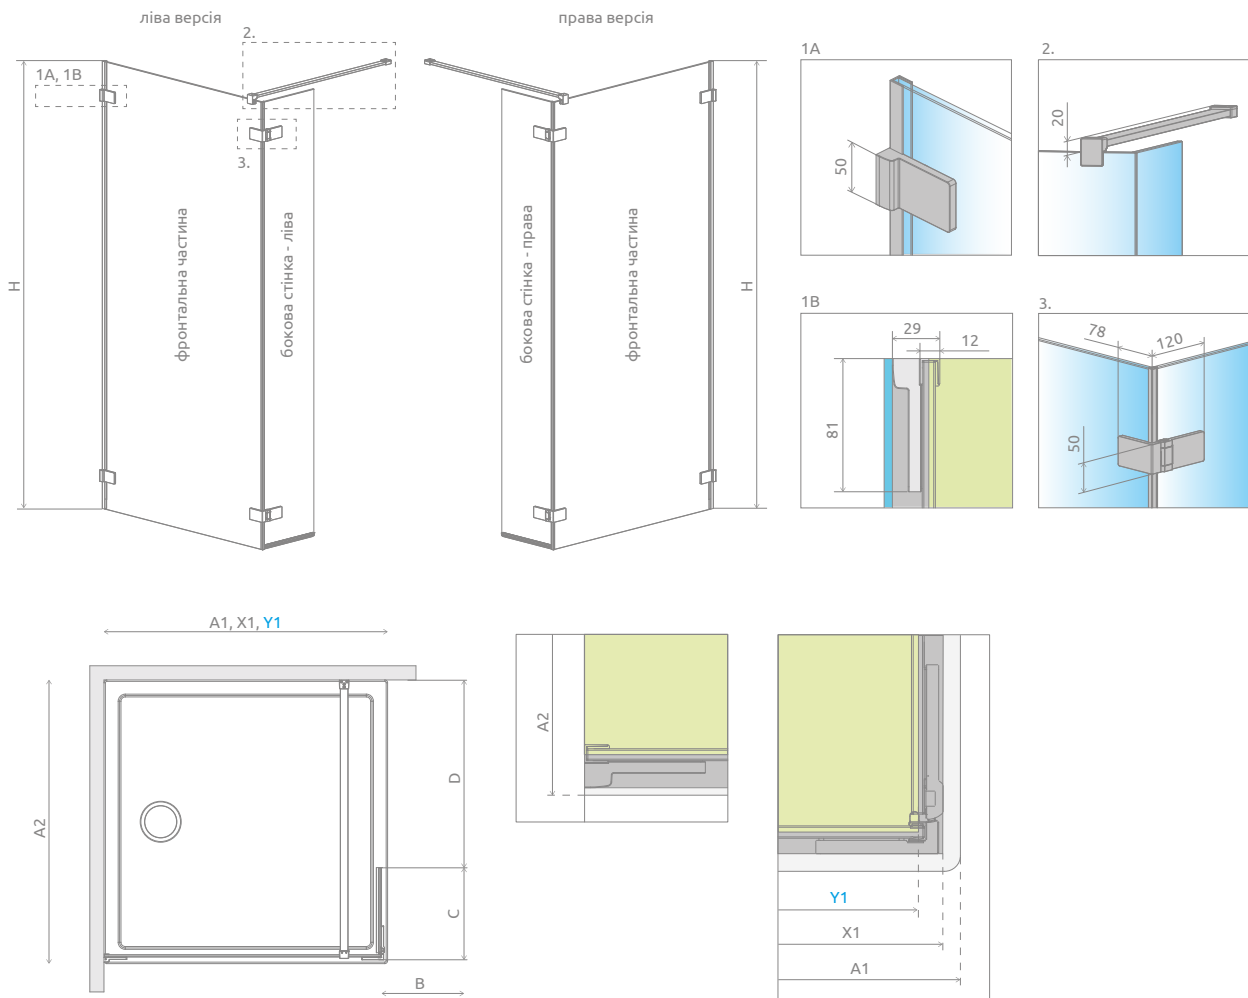 ліва версія
права версія
2.
1A, 1B
3.
H
фронтальна частина
бокова стінка - ліва
бокова стінка - права
фронтальна частина
H
1A
50
2.
20
1B
29
12
81
3.
78
120
50
A1, X1, Y1
A2
D
C
B
A2
Y1
X1
A1